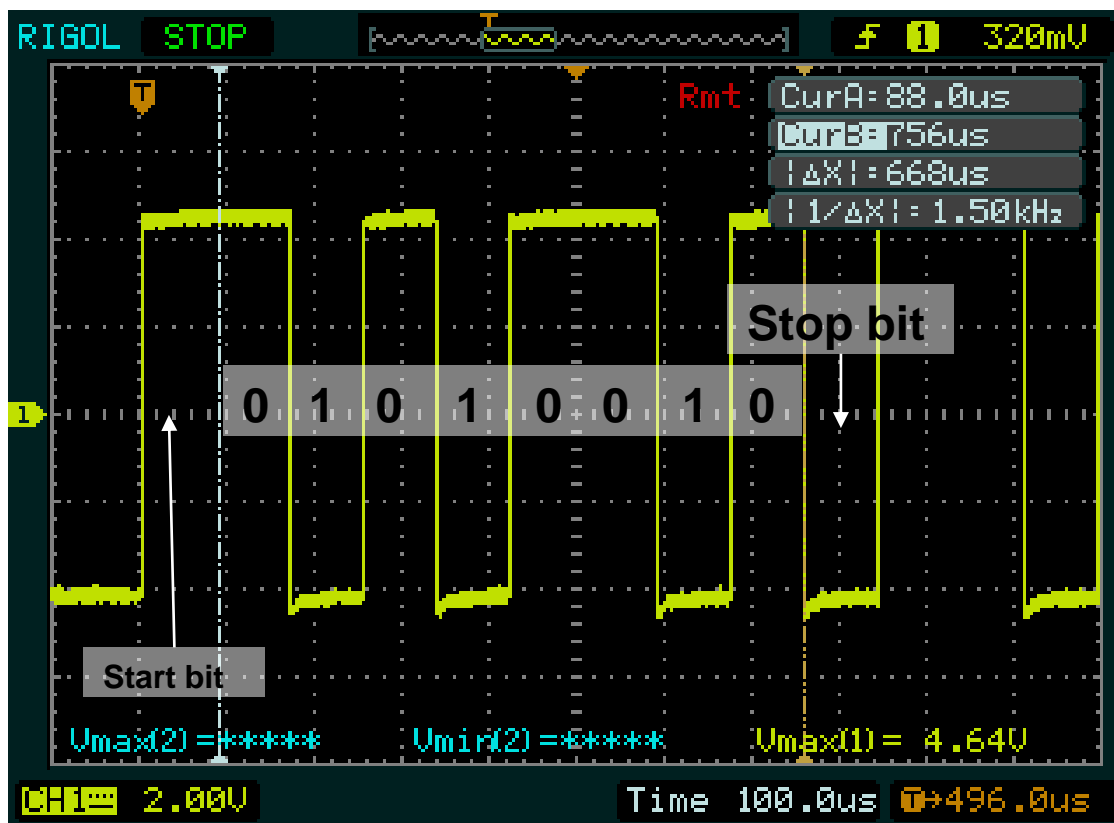 RIGOL STOP T f 1 320mV
T Rmt CurA=88.0us
CurB=756us
|ΔX|=668us
|1/ΔX|=1.50kHz
Stop bit
1 0 1 0 1 0 0 1 0
Start bit
Vmax(2)=***** Vmin(2)=***** Vmax(1)= 4.64V
CH1 2.00V Time 100.0us T→496.0us